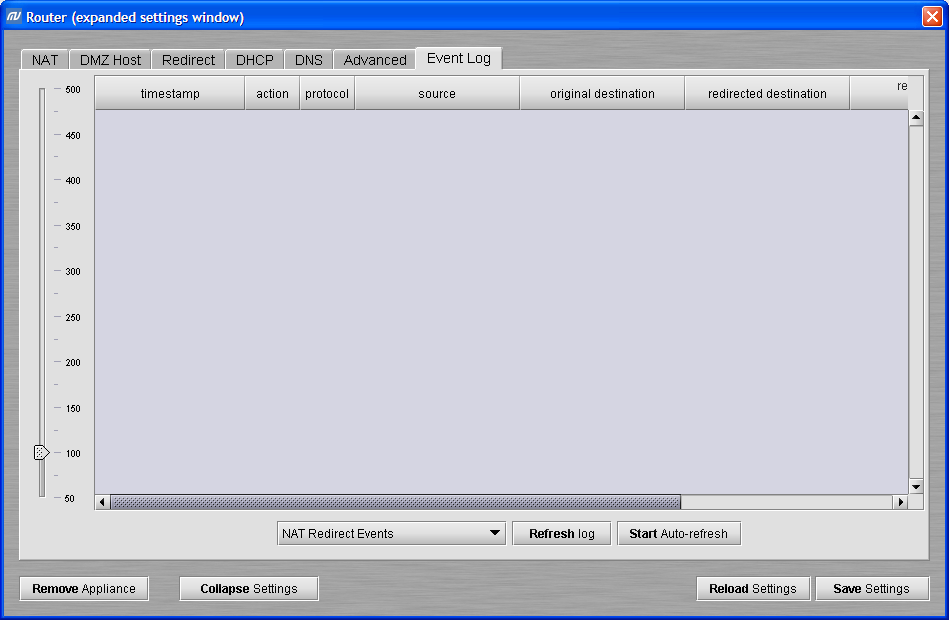 Router (expanded settings window)
NAT DMZ Host Redirect DHCP DNS Advanced Event Log
timestamp action protocol source original destination redirected destination re
500
450
400
350
300
250
200
150
100
50
NAT Redirect Events Refresh log Start Auto-refresh
Remove Appliance Collapse Settings Reload Settings Save Settings